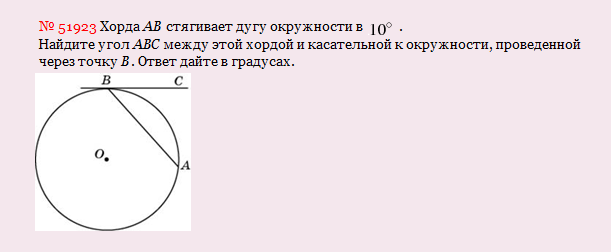 № 51923 Хорда AB стягивает дугу окружности в 10° .
Найдите угол ABC между этой хордой и касательной к окружности, проведенной
через точку B. Ответ дайте в градусах.
B C
O
A